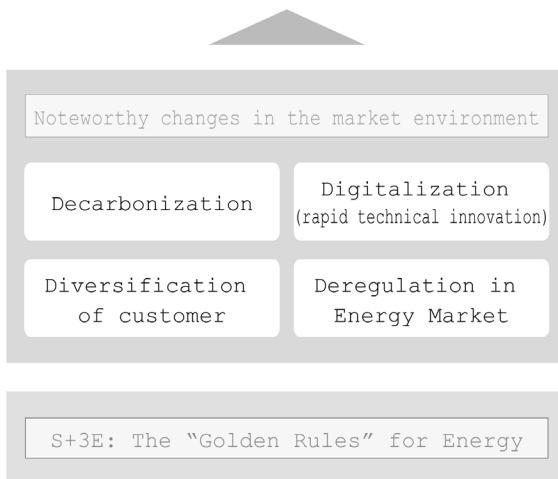 Noteworthy changes in the market environment
Decarbonization
Digitalization
(rapid technical innovation)
Diversification
of customer
Deregulation in
Energy Market
S+3E: The “Golden Rules” for Energy